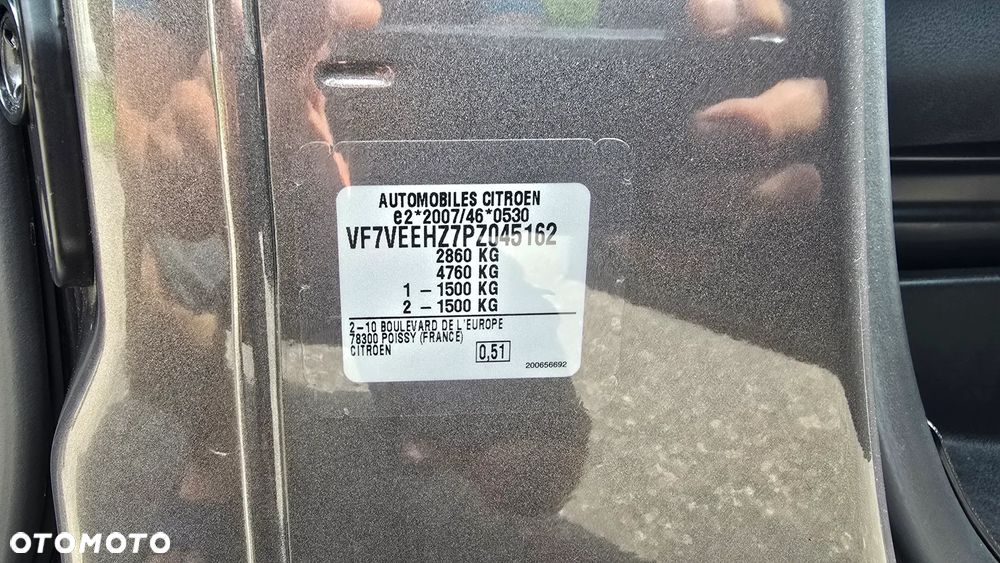 AUTOMOBILES CITROEN
e2*2007/46*0530
VF7VEEHZ7PZ045162
2860 KG
4760 KG
1 - 1500 KG
2 - 1500 KG
2-10 BOULEVARD DE L'EUROPE
78300 POISSY (FRANCE)
CITROEN
0,51
200656692
OTOMOTO